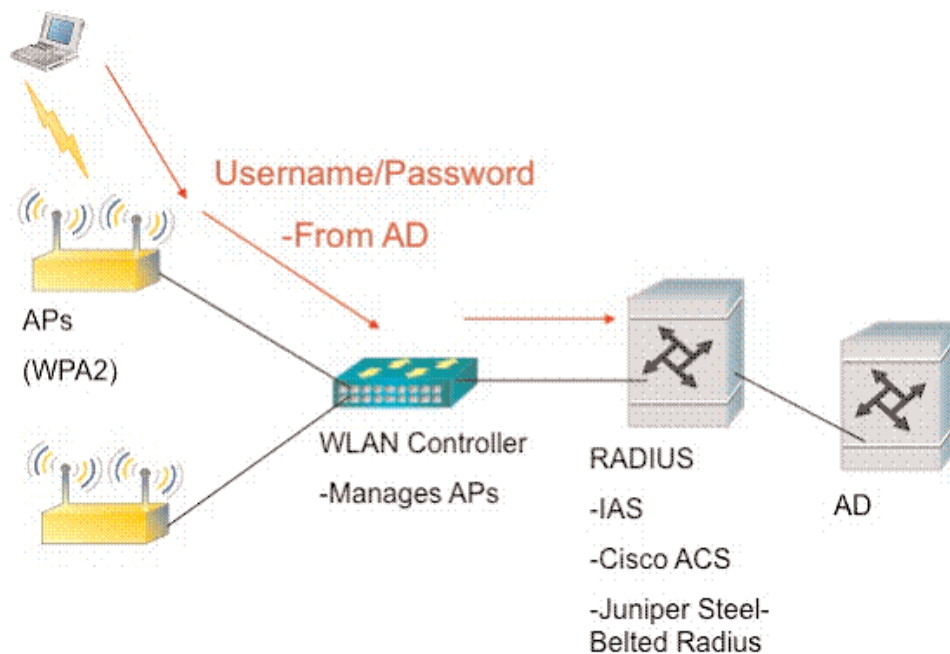 Username/Password
-From AD
APs
(WPA2)
WLAN Controller
-Manages APs
RADIUS
-IAS
-Cisco ACS
-Juniper Steel-
Belted Radius
AD